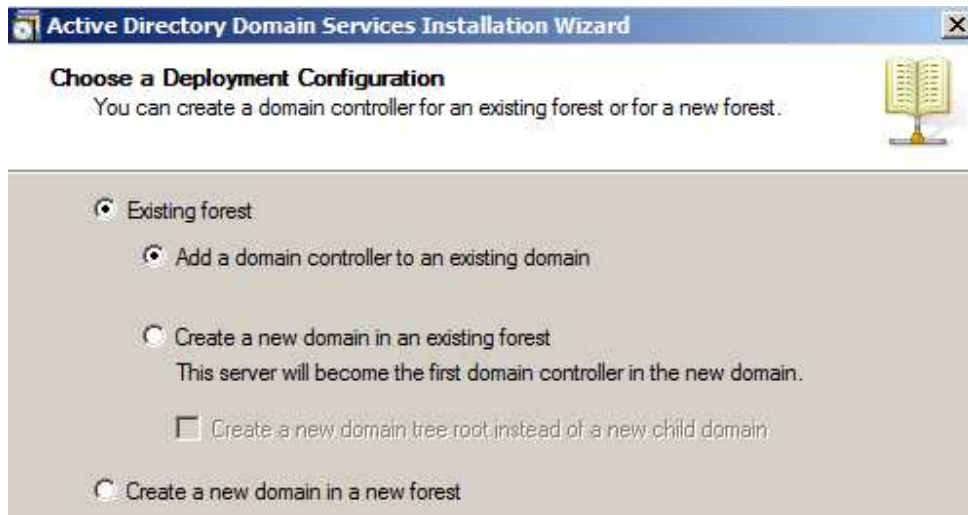 Active Directory Domain Services Installation Wizard
Choose a Deployment Configuration
You can create a domain controller for an existing forest or for a new forest.
Existing forest
Add a domain controller to an existing domain
Create a new domain in an existing forest
This server will become the first domain controller in the new domain.
Create a new domain tree root instead of a new child domain
Create a new domain in a new forest